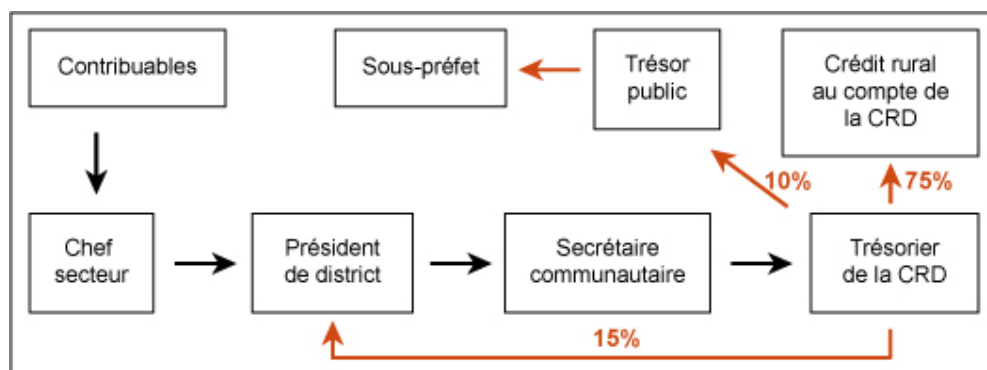 Contribuables
Sous-préfet
Trésor
public
Crédit rural
au compte de
la CRD
10%
75%
Chef
secteur
Président
de district
Secrétaire
communautaire
Trésorier
de la CRD
15%